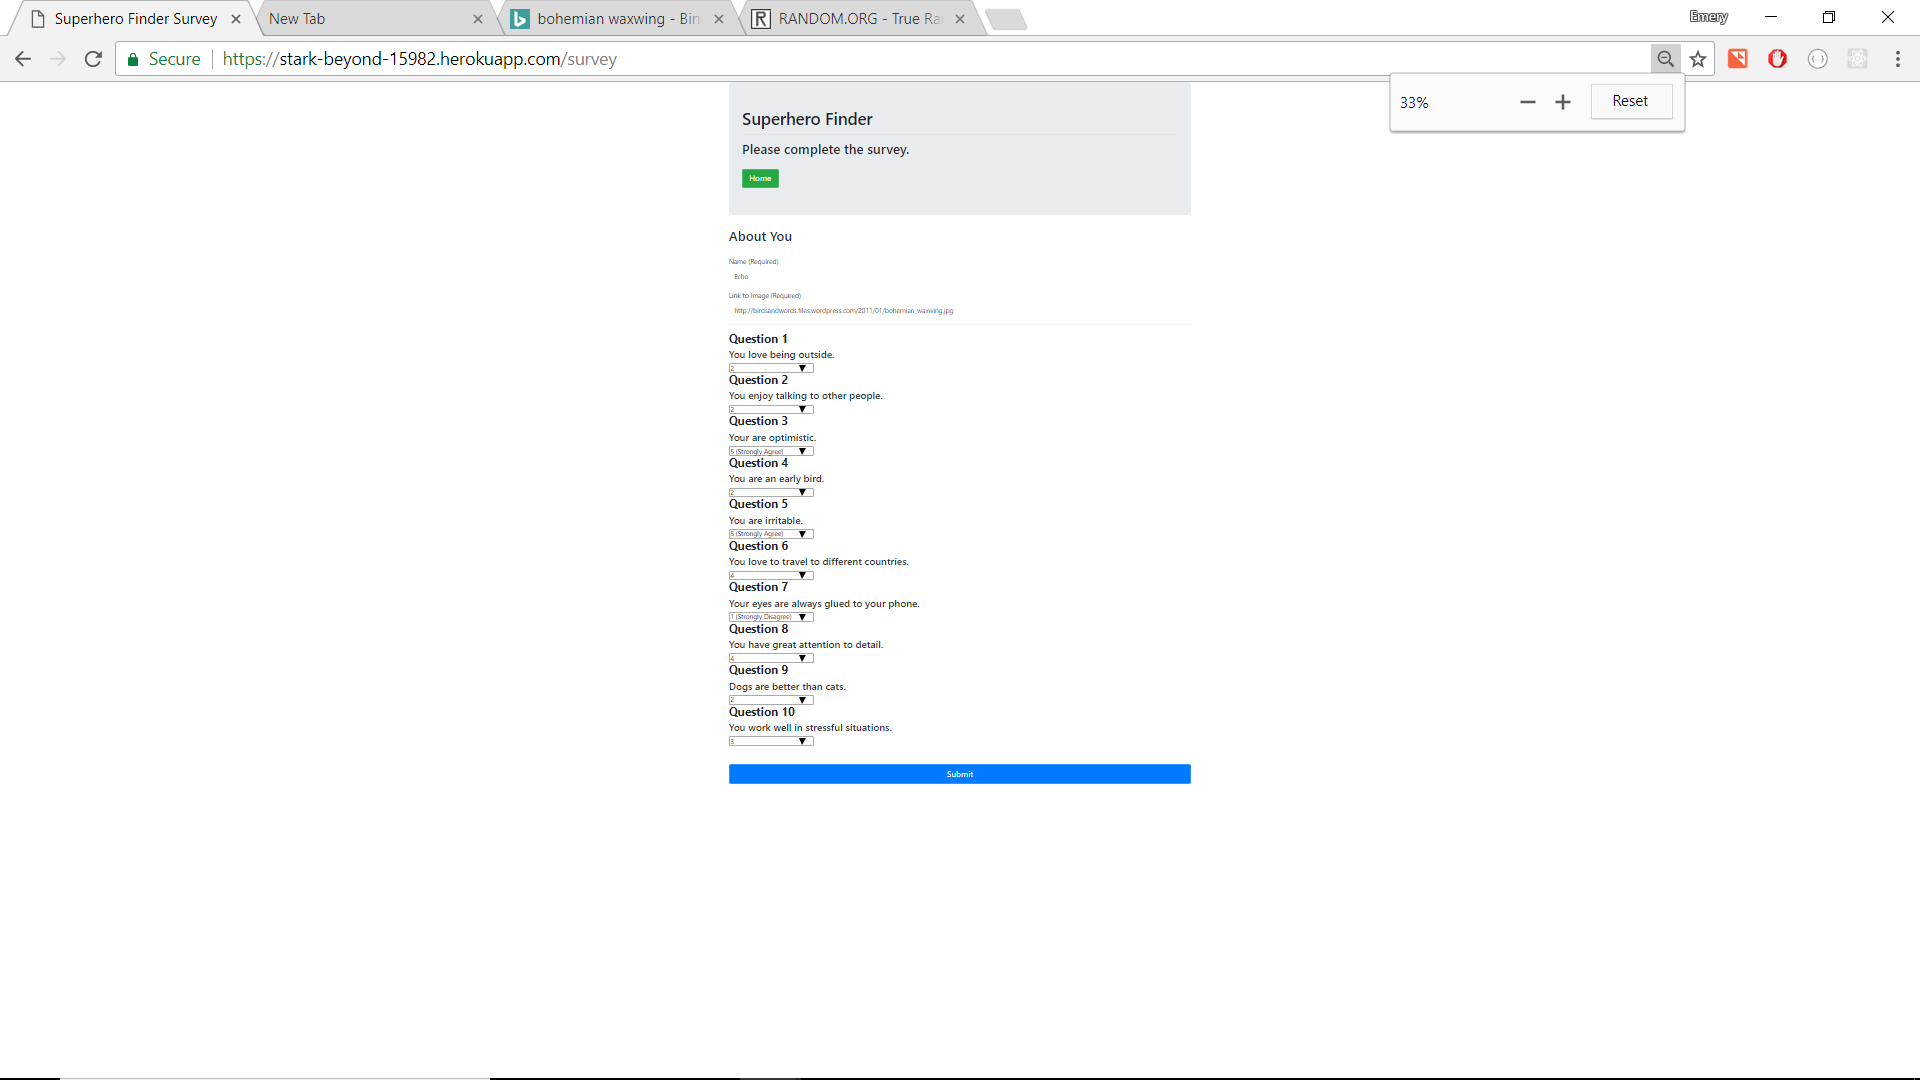 Superhero Finder Survey
New Tab
bohemian waxwing - Bin
RANDOM.ORG - True Ra
Emery
Secure
https://stark-beyond-15982.herokuapp.com/survey
33%
Reset
Superhero Finder
Please complete the survey.
Home
About You
Name (Required)
Echo
Link to Image (Required)
http://birdsandwords.files.wordpress.com/2011/01/bohemian_waxwing.jpg
Question 1
You love being outside.
2
Question 2
You enjoy talking to other people.
2
Question 3
Your are optimistic.
5 (Strongly Agree)
Question 4
You are an early bird.
2
Question 5
You are irritable.
5 (Strongly Agree)
Question 6
You love to travel to different countries.
4
Question 7
Your eyes are always glued to your phone.
1 (Strongly Disagree)
Question 8
You have great attention to detail.
4
Question 9
Dogs are better than cats.
2
Question 10
You work well in stressful situations.
3
Submit